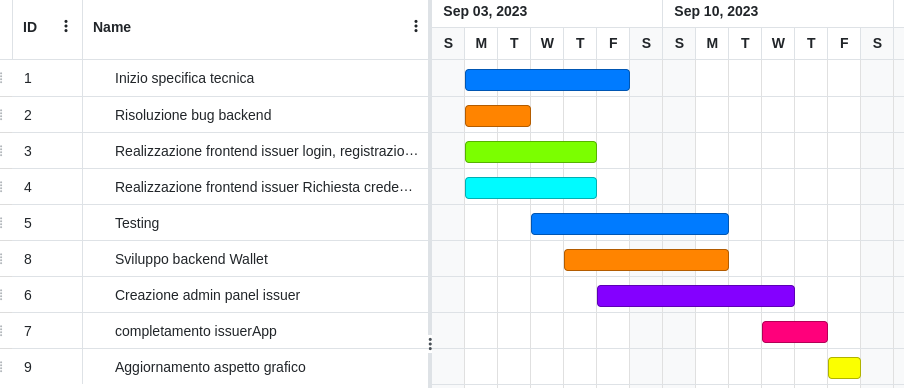 Sep 03, 2023 Sep 10, 2023
ID Name
S M T W T F S S M T W T F S
1 Inizio specifica tecnica
2 Risoluzione bug backend
3 Realizzazione frontend issuer login, registrazio…
4 Realizzazione frontend issuer Richiesta crede…
5 Testing
8 Sviluppo backend Wallet
6 Creazione admin panel issuer
7 completamento issuerApp
9 Aggiornamento aspetto grafico